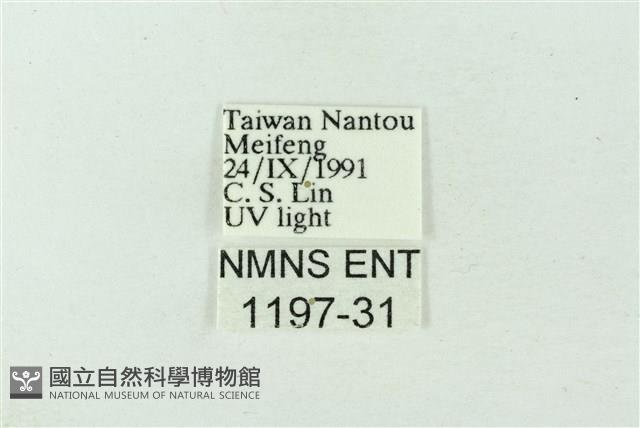 Taiwan Nantou
Meifeng
24/IX/1991
C. S. Lin
UV light
NMNS ENT
1197-31
國立自然科學博物館
NATIONAL MUSEUM OF NATURAL SCIENCE